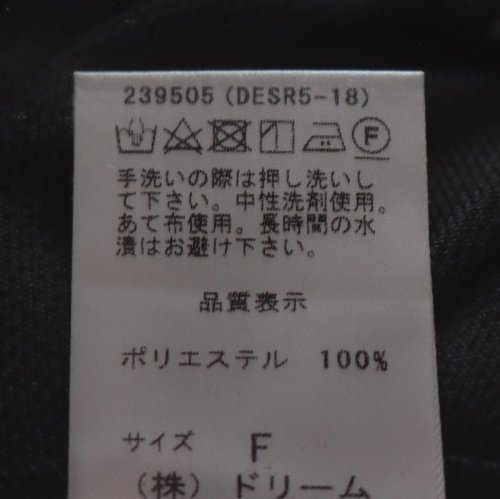 239505 (DESR5-18)
F
手洗いの際は押し洗いし
て下さい。中性洗剤使用。
あて布使用。長時間の水
漬はお避け下さい。
品質表示
ポリエステル 100%
サイズ F
(株) ドリーム